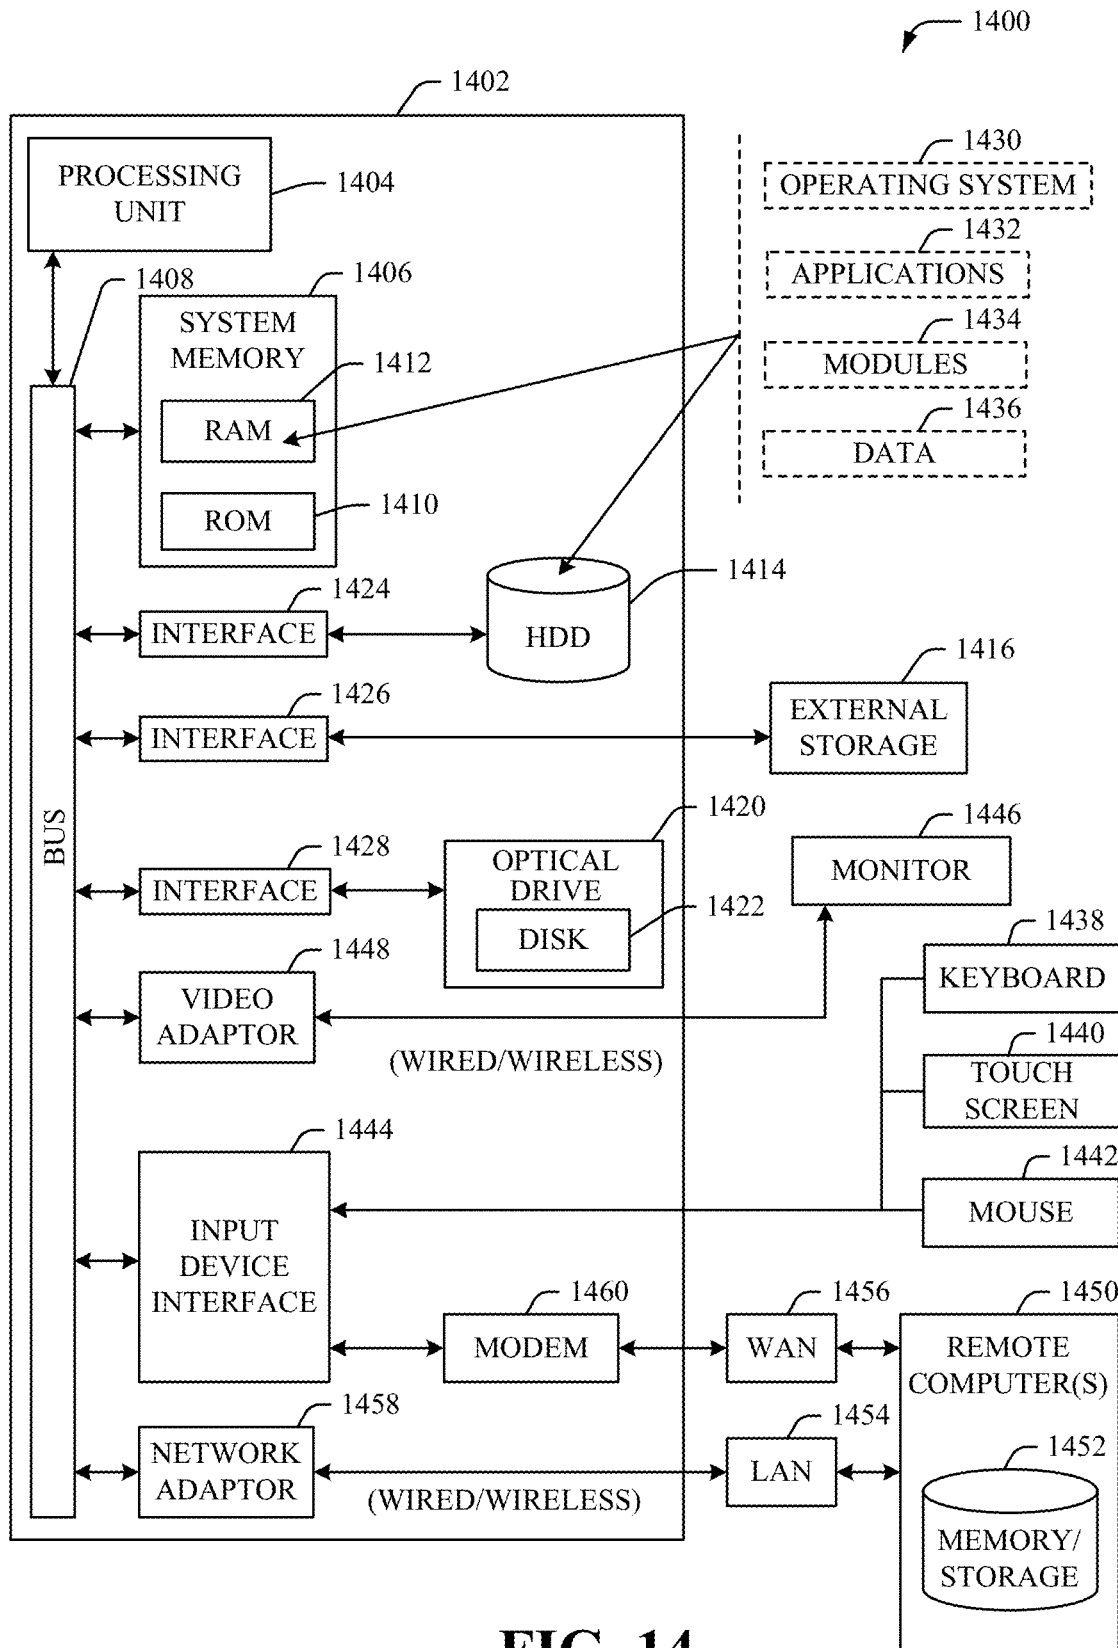 1400
1402
PROCESSING
UNIT
1404
1430
OPERATING SYSTEM
1432
APPLICATIONS
1434
MODULES
1436
DATA
1408
1406
SYSTEM
MEMORY
1412
RAM
1410
ROM
1424
INTERFACE
HDD
1414
1426
INTERFACE
1416
EXTERNAL
STORAGE
BUS
1428
INTERFACE
1420
OPTICAL
DRIVE
1422
DISK
1446
MONITOR
1448
VIDEO
ADAPTOR
(WIRED/WIRELESS)
1438
KEYBOARD
1440
TOUCH
SCREEN
1442
MOUSE
1444
INPUT
DEVICE
INTERFACE
1460
MODEM
1456
WAN
1450
REMOTE
COMPUTER(S)
1458
NETWORK
ADAPTOR
(WIRED/WIRELESS)
1454
LAN
1452
MEMORY/
STORAGE
FIG. 14